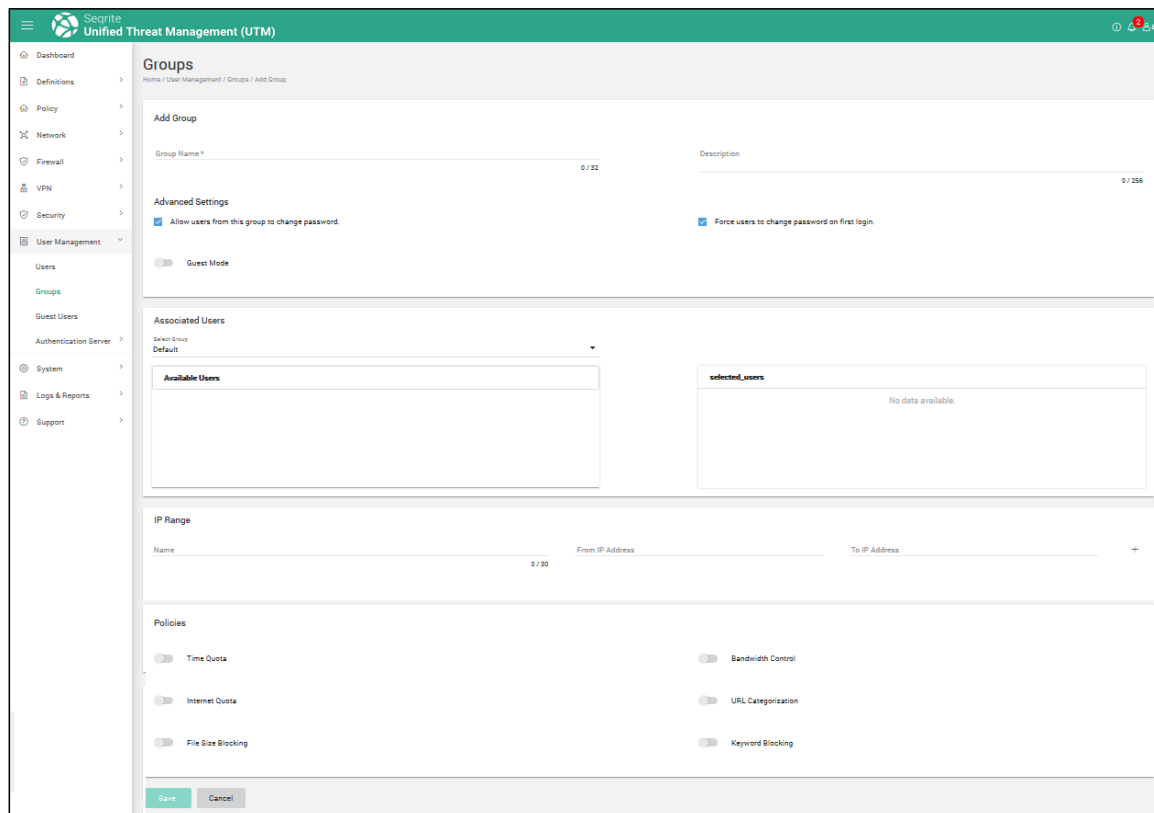 Seqrite
Unified Threat Management (UTM)
2
Dashboard
Definitions
Policy
Network
Firewall
VPN
Security
User Management
Users
Groups
Guest Users
Authentication Server
System
Logs & Reports
Support
Groups
Home / User Management / Groups / Add Group
Add Group
Group Name *
0 / 32
Description
0 / 256
Advanced Settings
Allow users from this group to change password.
Force users to change password on first login.
Guest Mode
Associated Users
Select Group
Default
Available Users
selected_users
No data available.
IP Range
Name
0 / 30
From IP Address
To IP Address
+
Policies
Time Quota
Bandwidth Control
Internet Quota
URL Categorization
File Size Blocking
Keyword Blocking
Save
Cancel